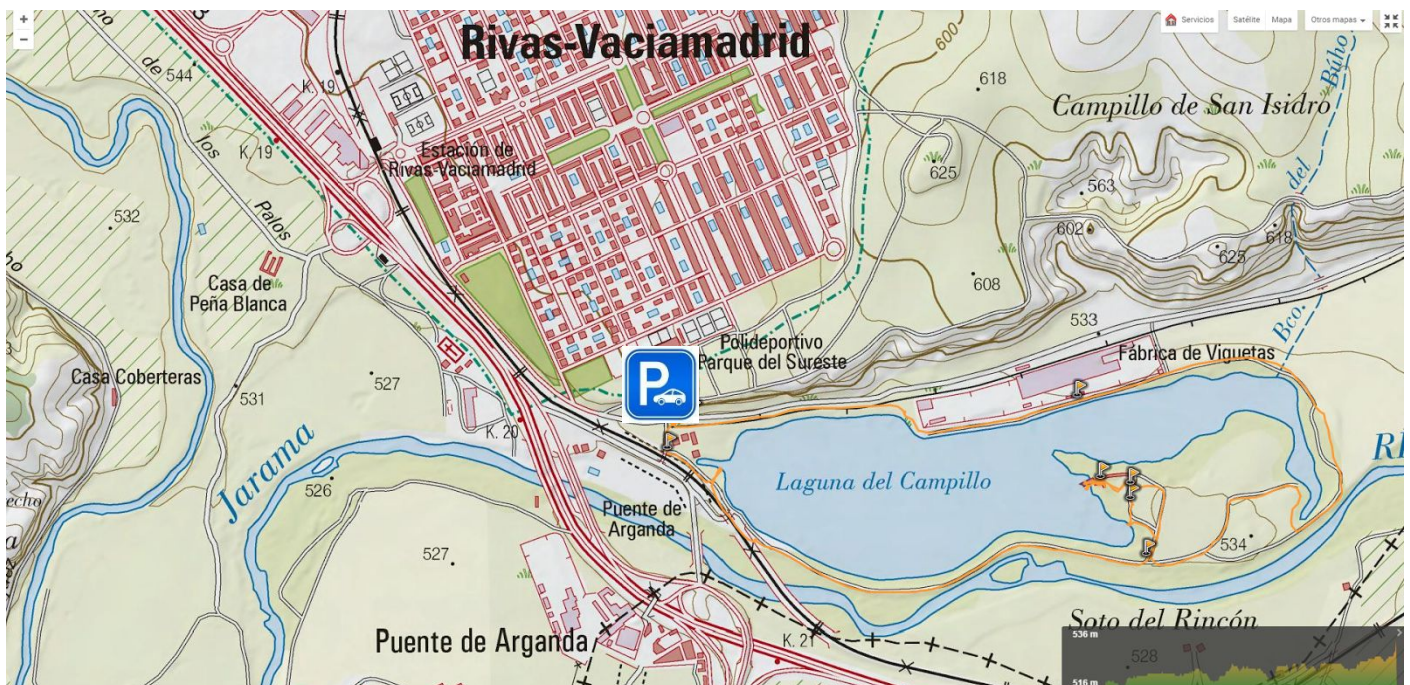 +
−
Servicios
Satélite
Mapa
Otros mapas
Rivas-Vaciamadrid
600
618
Búho
Campillo de San Isidro
de
544
los
K. 19
K. 19
Estación de
Rivas-Vaciamadrid
625
563
del
532
Palos
602
625
618
Casa de
Peña Blanca
608
Bco.
533
Polideportivo
Parque del Sureste
Fábrica de Viguetas
P
Casa Coberteras
527
531
K. 20
Jarama
526
Laguna del Campillo
echo
Puente de
Arganda
527
534
Puente de Arganda
K. 21
Soto del Rincón
536 m
528
516 m